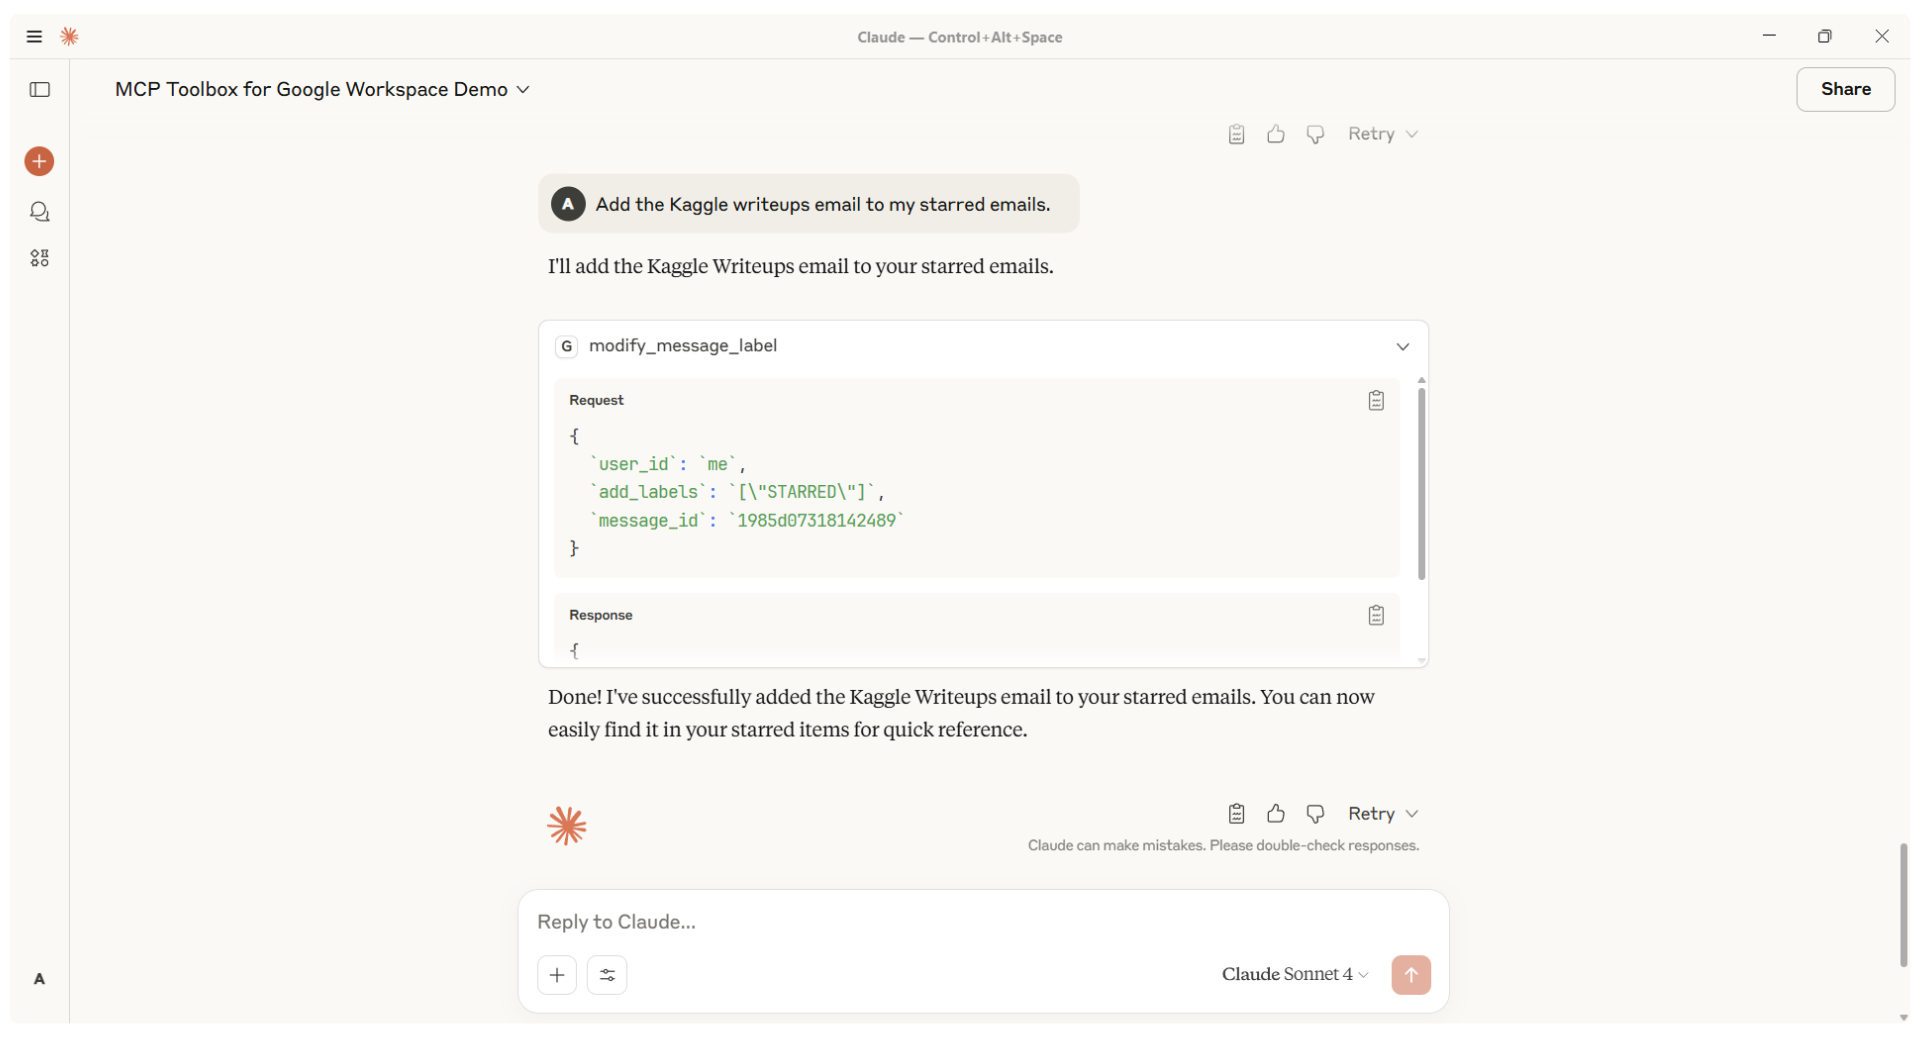 Claude — Control+Alt+Space
MCP Toolbox for Google Workspace Demo
Share
Retry
A
Add the Kaggle writeups email to my starred emails.
I'll add the Kaggle Writeups email to your starred emails.
G
modify_message_label
Request
{
`user_id`: `me`,
`add_labels`: `[\"STARRED\"]`,
`message_id`: `1985d07318142489`
}
Response
{
Done! I've successfully added the Kaggle Writeups email to your starred emails. You can now
easily find it in your starred items for quick reference.
Retry
Claude can make mistakes. Please double-check responses.
Reply to Claude...
Claude Sonnet 4
A